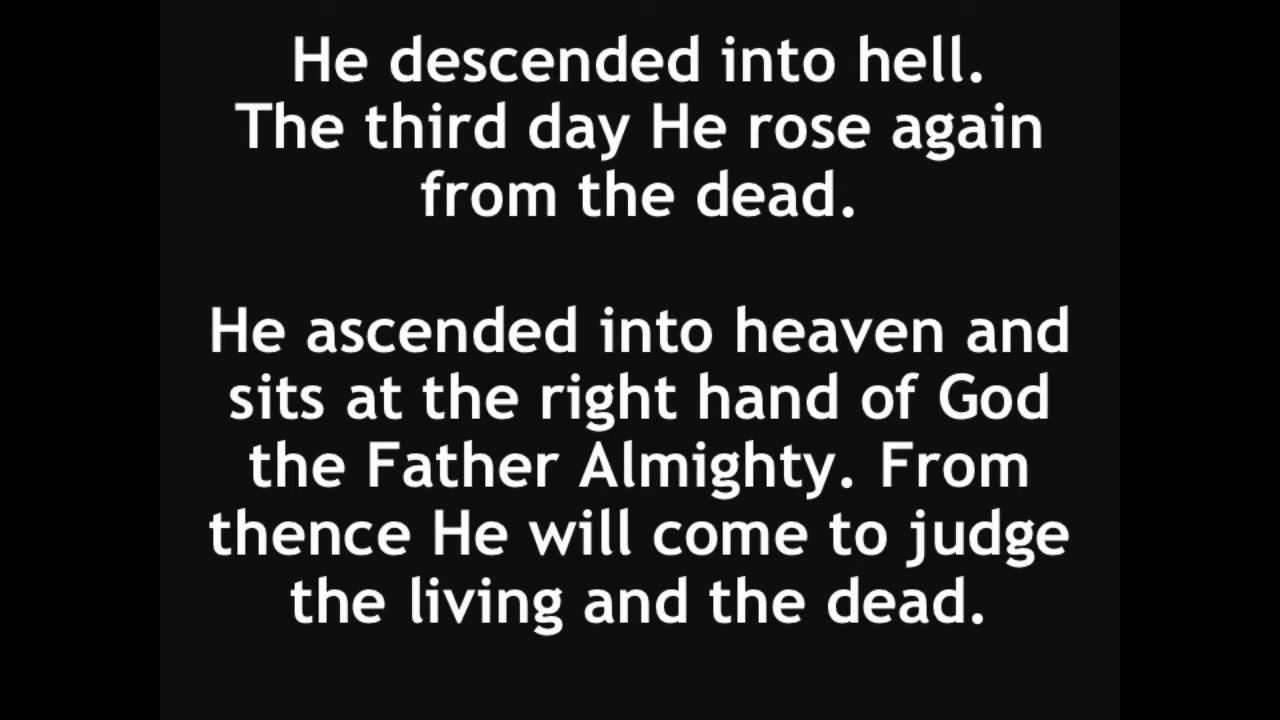 He descended into hell.
The third day He rose again
from the dead.
He ascended into heaven and
sits at the right hand of God
the Father Almighty. From
thence He will come to judge
the living and the dead.